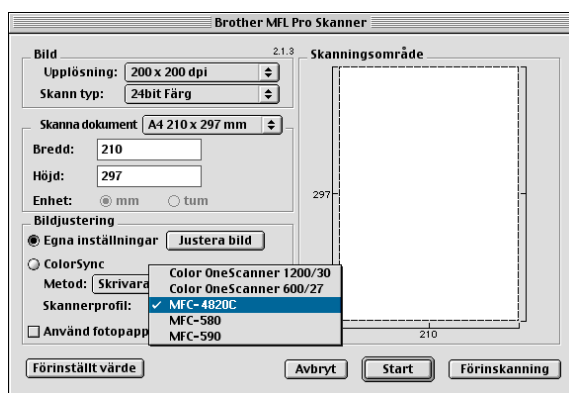 Brother MFL Pro Scanner
Bild
2.1.3
Upplösning: 200 x 200 dpi
Skann typ: 24bit Färg
Skanna dokument A4 210 x 297 mm
Bredd: 210
Höjd: 297
Enhet: mm tum
Bildjustering
Egna inställningar Justera bild
ColorSync
Metod: Skrivara
Skannerprofil:
Color OneScanner 1200/30
Color OneScanner 600/27
MFC-4820C
MFC-580
MFC-590
Använd fotopapp
Skanningsområde
297
210
Förinställt värde
Avbryt
Start
Förinskanning